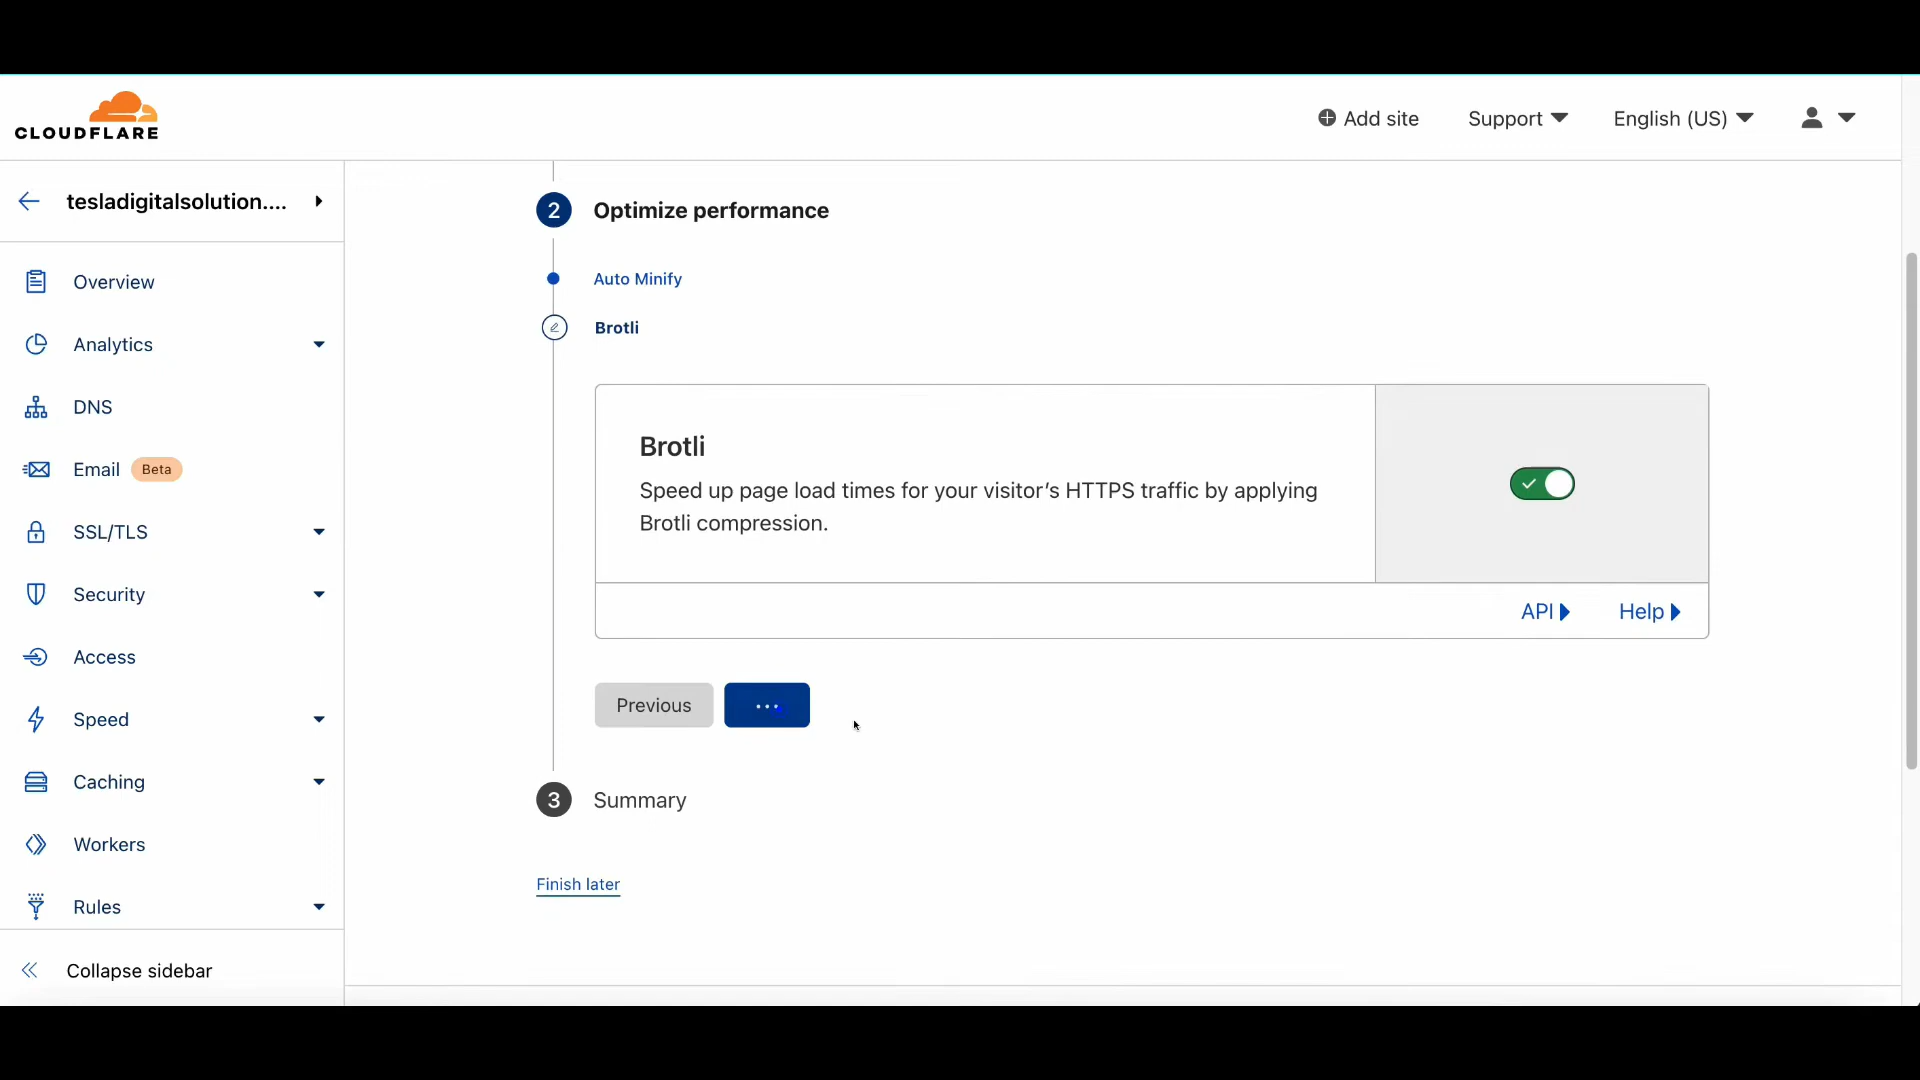 CLOUDFLARE
Add site
Support
English (US)
tesladigitalsolution....
Overview
Analytics
DNS
Email Beta
SSL/TLS
Security
Access
Speed
Caching
Workers
Rules
Collapse sidebar
2 Optimize performance
Auto Minify
Brotli
Brotli
Speed up page load times for your visitor's HTTPS traffic by applying
Brotli compression.
API
Help
Previous
...
3 Summary
Finish later